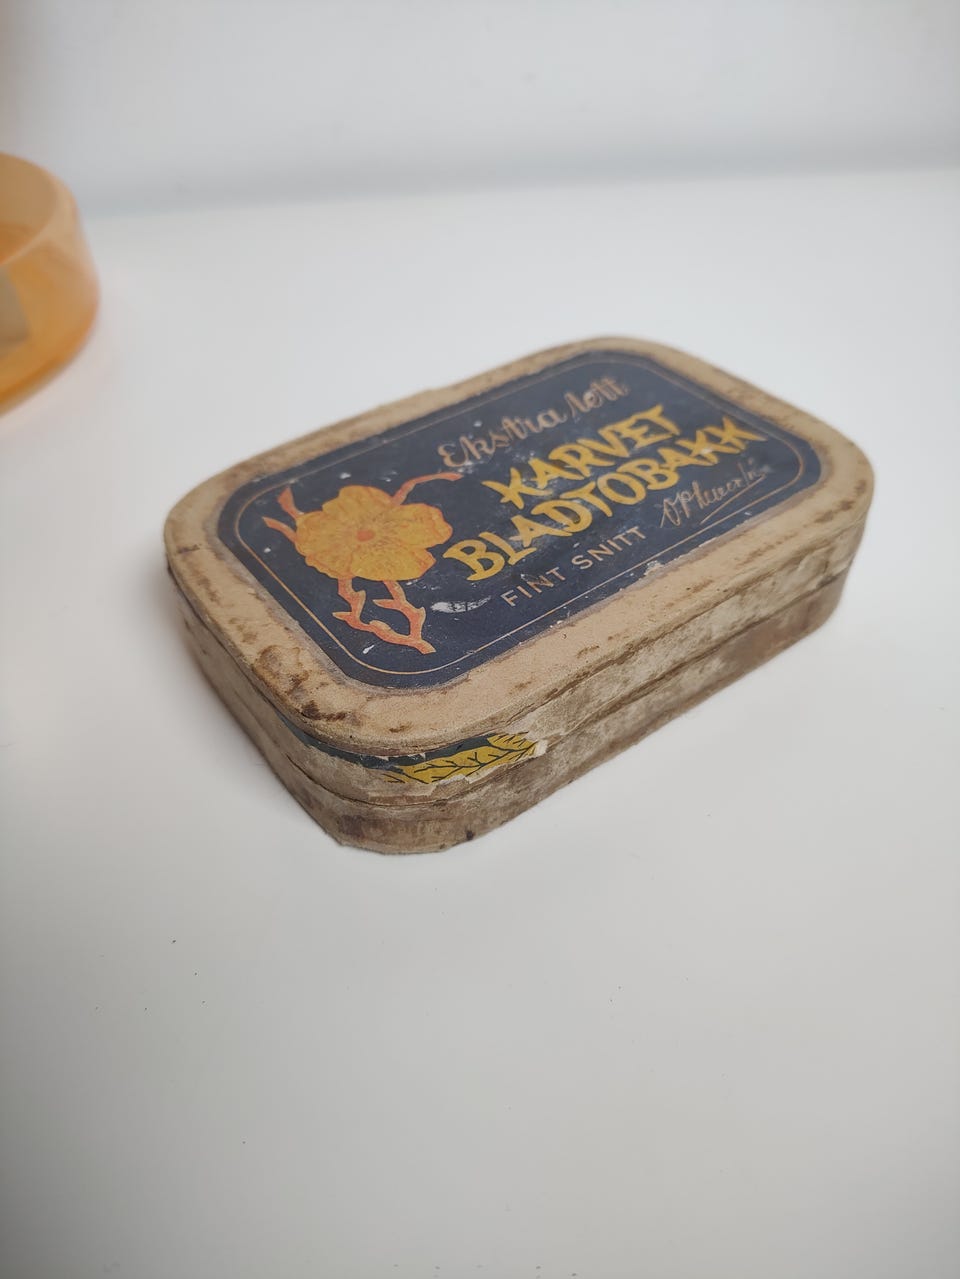 Ekstra lett
KARVET
BLADTOBAKK
FINT SNITT